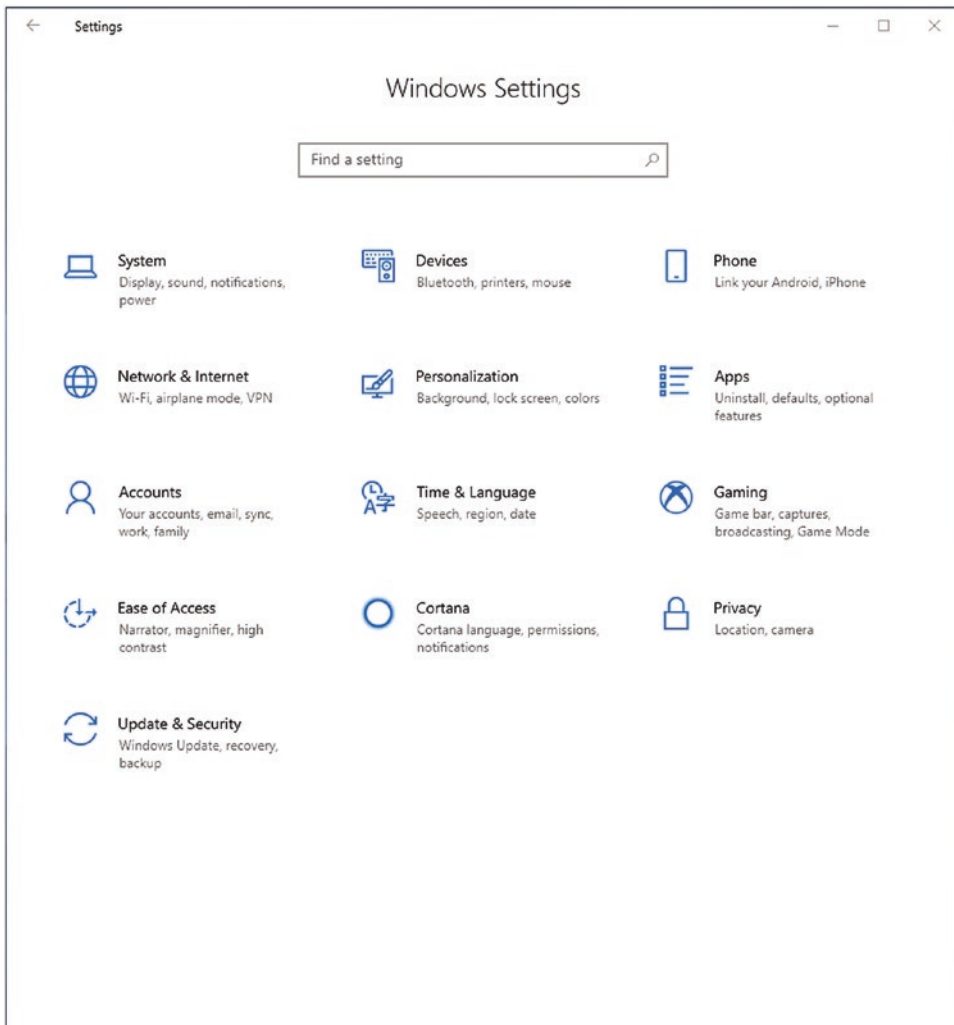 Settings
Windows Settings
Find a setting
System
Display, sound, notifications,
power
Devices
Bluetooth, printers, mouse
Phone
Link your Android, iPhone
Network & Internet
Wi-Fi, airplane mode, VPN
Personalization
Background, lock screen, colors
Apps
Uninstall, defaults, optional
features
Accounts
Your accounts, email, sync,
work, family
Time & Language
Speech, region, date
Gaming
Game bar, captures,
broadcasting, Game Mode
Ease of Access
Narrator, magnifier, high
contrast
Cortana
Cortana language, permissions,
notifications
Privacy
Location, camera
Update & Security
Windows Update, recovery,
backup